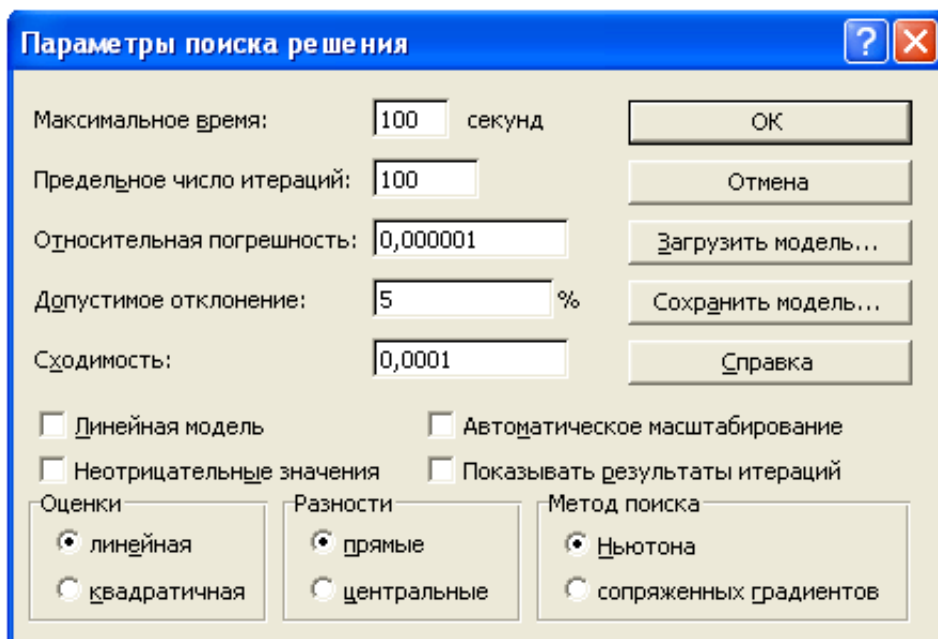 Параметры поиска решения
Максимальное время: 100 секунд ОК
Предельное число итераций: 100 Отмена
Относительная погрешность: 0,000001 Загрузить модель...
Допустимое отклонение: 5 % Сохранить модель...
Сходимость: 0,0001 Справка
Линейная модель Автоматическое масштабирование
Неотрицательные значения Показывать результаты итераций
Оценки Разности Метод поиска
линейная прямые Ньютона
квадратичная центральные сопряженных градиентов